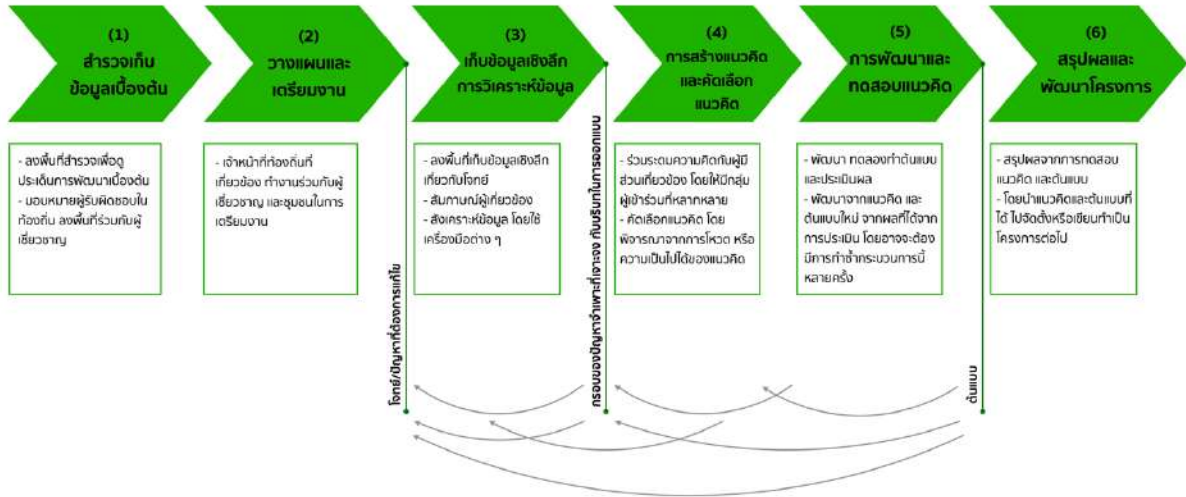 (1)
สำรวจเก็บ
ข้อมูลเบื้องต้น
- ลงพื้นที่สำรวจเพื่อดู
ประเด็นการพัฒนาเบื้องต้น
- มอบหมายผู้รับผิดชอบใน
ท้องถิ่น ลงพื้นที่ร่วมกับผู้
เชี่ยวชาญ
(2)
วางแผนและ
เตรียมงาน
- เจ้าหน้าที่ท้องถิ่นที่
เกี่ยวข้อง ทำงานร่วมกับผู้
เชี่ยวชาญ และชุมชนในการ
เตรียมงาน
โจทย์/ปัญหาที่ต้องการแก้ไข
(3)
เก็บข้อมูลเชิงลึก
การวิเคราะห์ข้อมูล
- ลงพื้นที่เก็บข้อมูลเชิงลึก
เกี่ยวกับโจทย์
- สัมภาษณ์ผู้เกี่ยวข้อง
- สังเคราะห์ข้อมูล โดยใช้
เครื่องมือต่าง ๆ
กรอบของปัญหาจำเพาะที่เจาะจง กับบริบทในการออกแบบ
(4)
การสร้างแนวคิด
และคัดเลือก
แนวคิด
- ร่วมระดมความคิดกับผู้มี
ส่วนเกี่ยวข้อง โดยให้มีกลุ่ม
ผู้เข้าร่วมที่หลากหลาย
- คัดเลือกแนวคิด โดย
พิจารณาจากการโหวต หรือ
ความเป็นไปได้ของแนวคิด
(5)
การพัฒนาและ
ทดสอบแนวคิด
- พัฒนา ทดลองทำต้นแบบ
และประเมินผล
- พัฒนาจากแนวคิด และ
ต้นแบบใหม่ จากผลที่ได้จาก
การประเมิน โดยอาจจะต้อง
มีการทำซ้ำกระบวนการนี้
หลายครั้ง
ต้นแบบ
(6)
สรุปผลและ
พัฒนาโครงการ
- สรุปผลจากการทดสอบ
แนวคิด และต้นแบบ
- โดยนำแนวคิดและต้นแบบที่
ได้ ไปจัดตั้งหรือเขียนทำเป็น
โครงการต่อไป